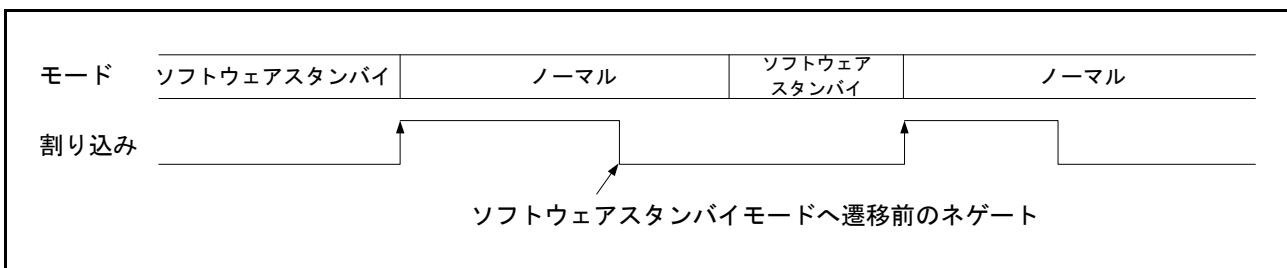 モード ソフトウェアスタンバイ ノーマル ソフトウェア
スタンバイ ノーマル
割り込み
ソフトウェアスタンバイモードへ遷移前のネゲート